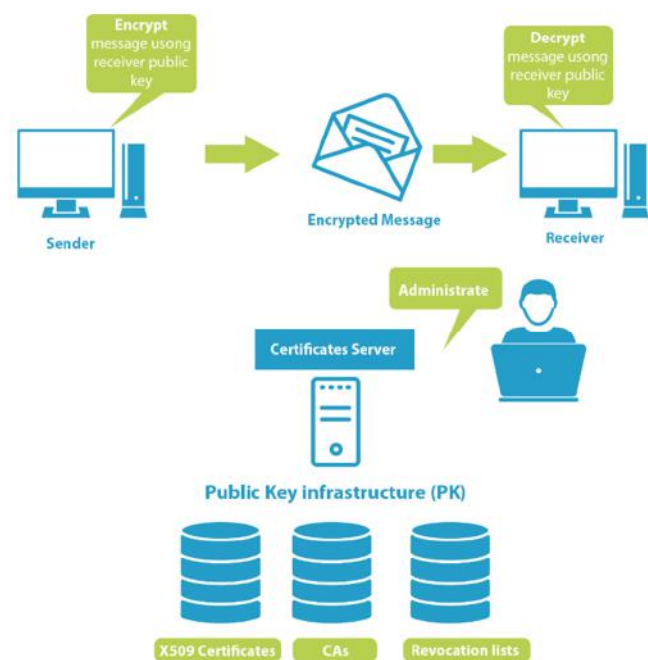 Encrypt
message usong
receiver public
key
Decrypt
message usong
receiver public
key
Encrypted Message
Sender
Receiver
Administrate
Certificates Server
Public Key infrastructure (PK)
X509 Certificates
CAs
Revocation lists